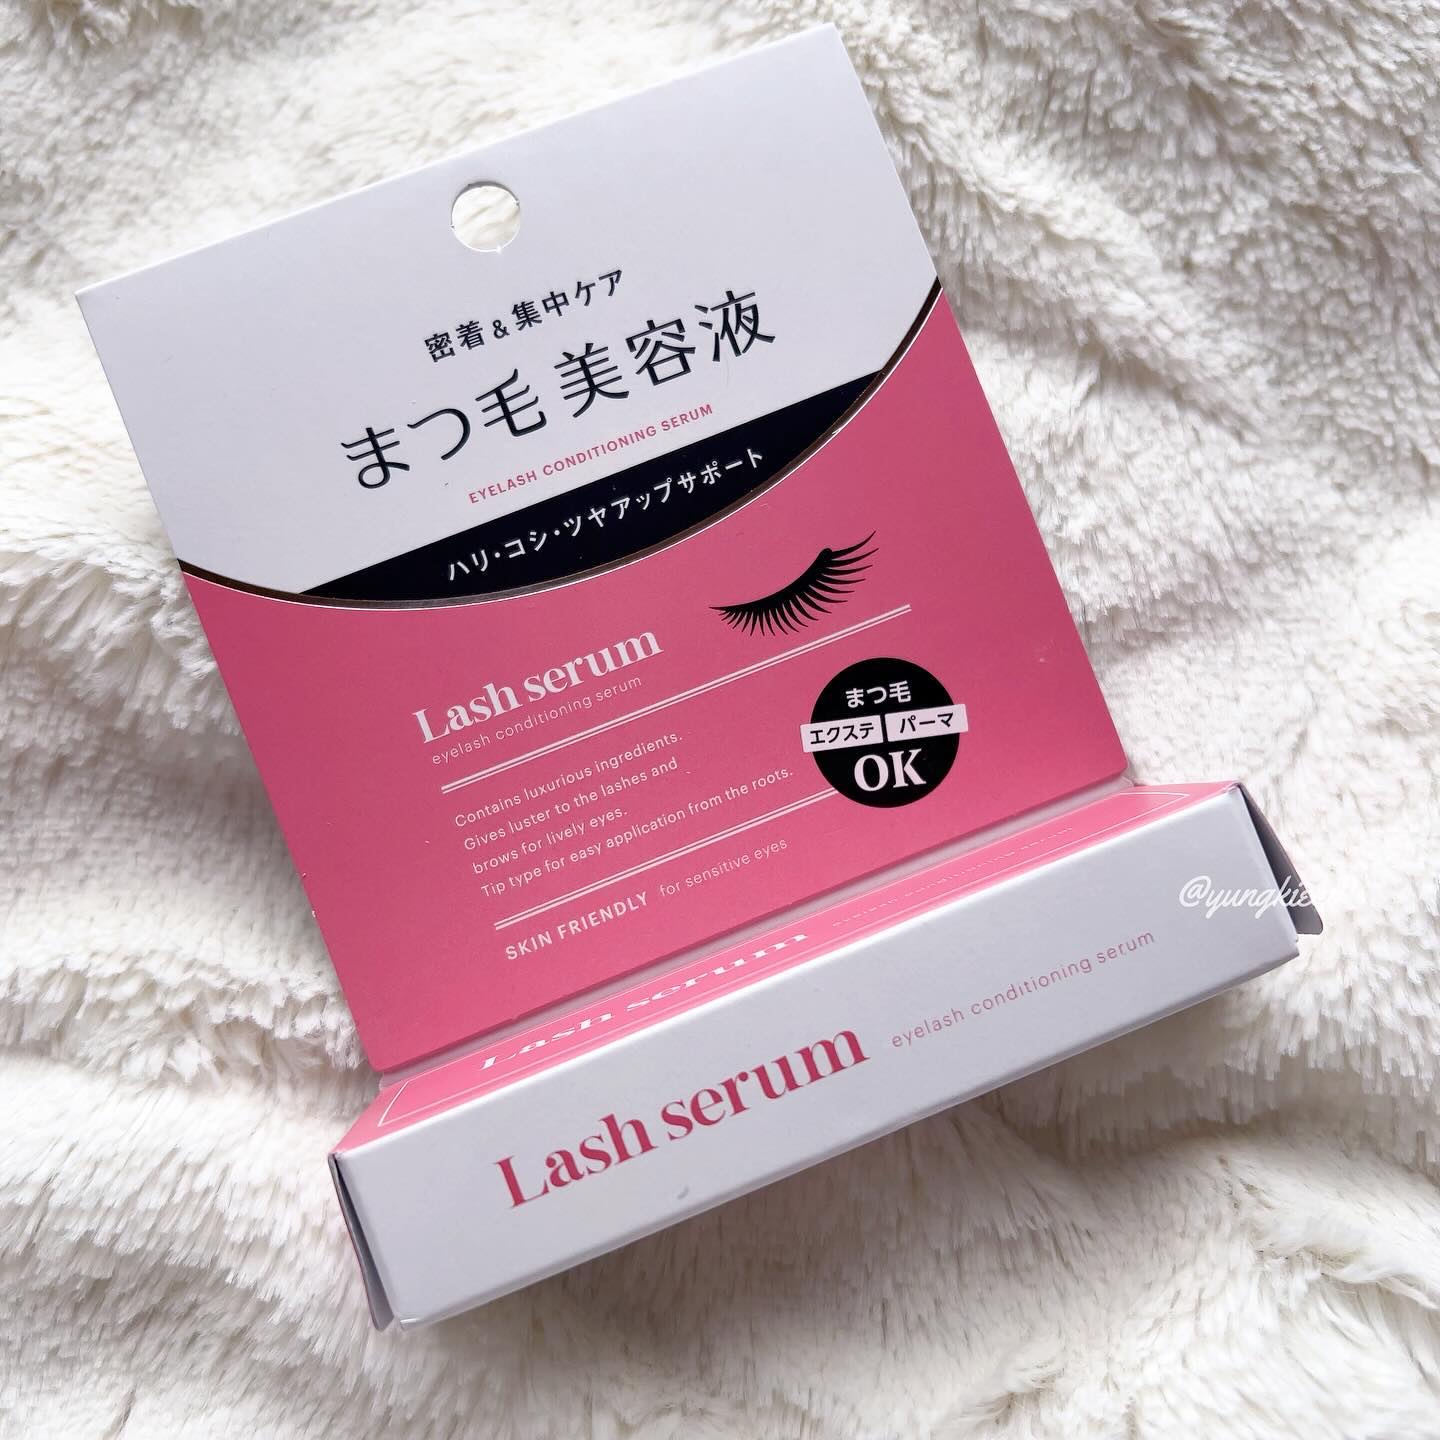 密着&集中ケア
まつ毛美容液
EYELASH CONDITIONING SERUM
ハリ・コシ・ツヤアップサポート
Lash serum
eyelash conditioning serum
Contains luxurious ingredients.
Gives luster to the lashes and
brows for lively eyes.
Tip type for easy application from the roots.
SKIN FRIENDLY for sensitive eyes
まつ毛
エクステ パーマ
OK
Lash serum eyelash conditioning serum
Lash serum eyelash conditioning serum